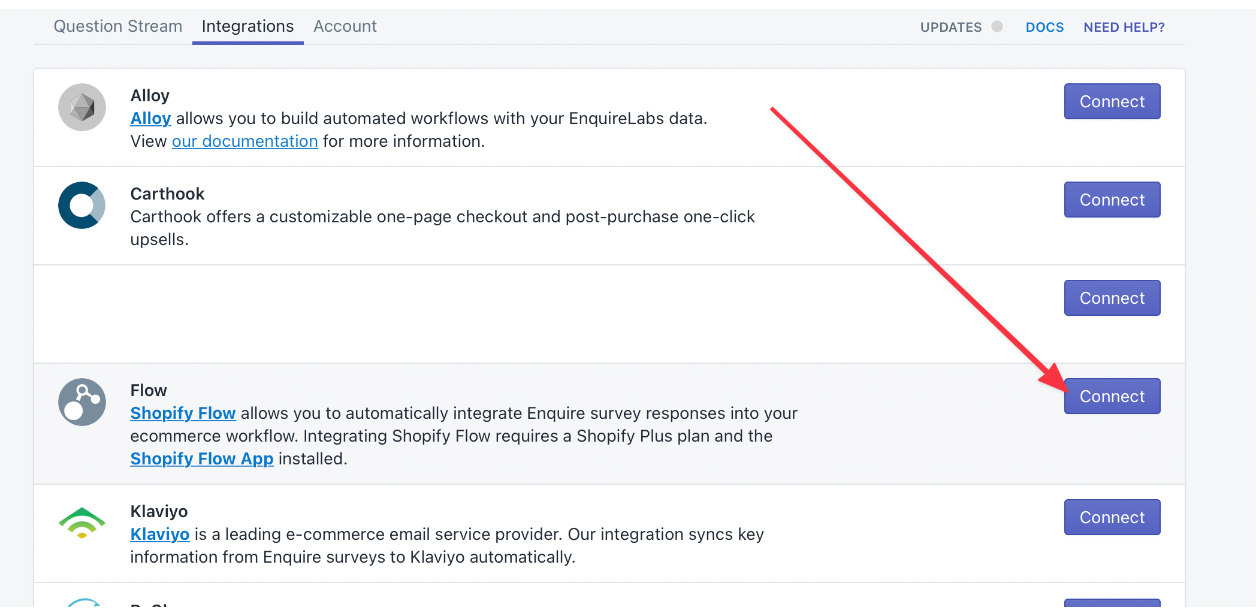 Question Stream Integrations Account UPDATES DOCS NEED HELP?
Alloy
Connect
Alloy allows you to build automated workflows with your EnquireLabs data.
View our documentation for more information.
Carthook
Connect
Carthook offers a customizable one-page checkout and post-purchase one-click
upsells.
Connect
Flow
Connect
Shopify Flow allows you to automatically integrate Enquire survey responses into your
ecommerce workflow. Integrating Shopify Flow requires a Shopify Plus plan and the
Shopify Flow App installed.
Klaviyo
Connect
Klaviyo is a leading e-commerce email service provider. Our integration syncs key
information from Enquire surveys to Klaviyo automatically.